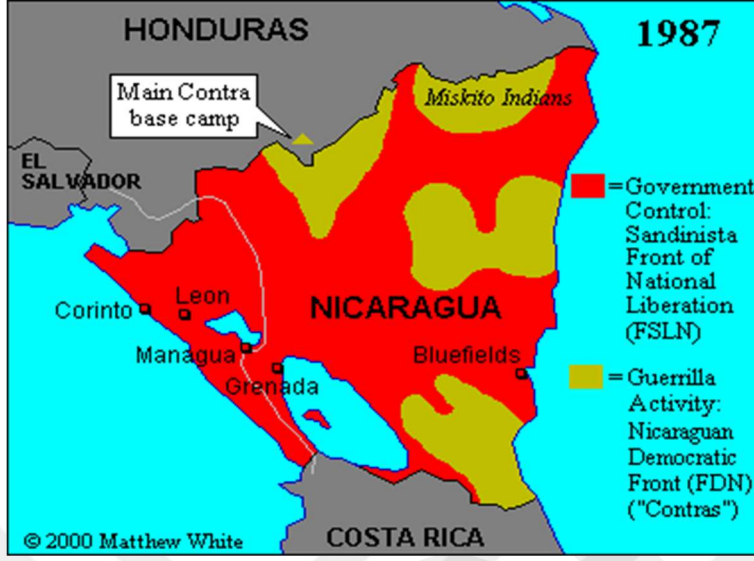 HONDURAS
1987
Main Contra
base camp
Miskito Indians
EL
SALVADOR
=Government
Control:
Sandinista
Front of
National
Liberation
(FSLN)
NICARAGUA
Corinto
Leon
Managua
Grenada
Bluefields
=Guerrilla
Activity:
Nicaraguan
Democratic
Front (FDN)
("Contras")
COSTA RICA
© 2000 Matthew White